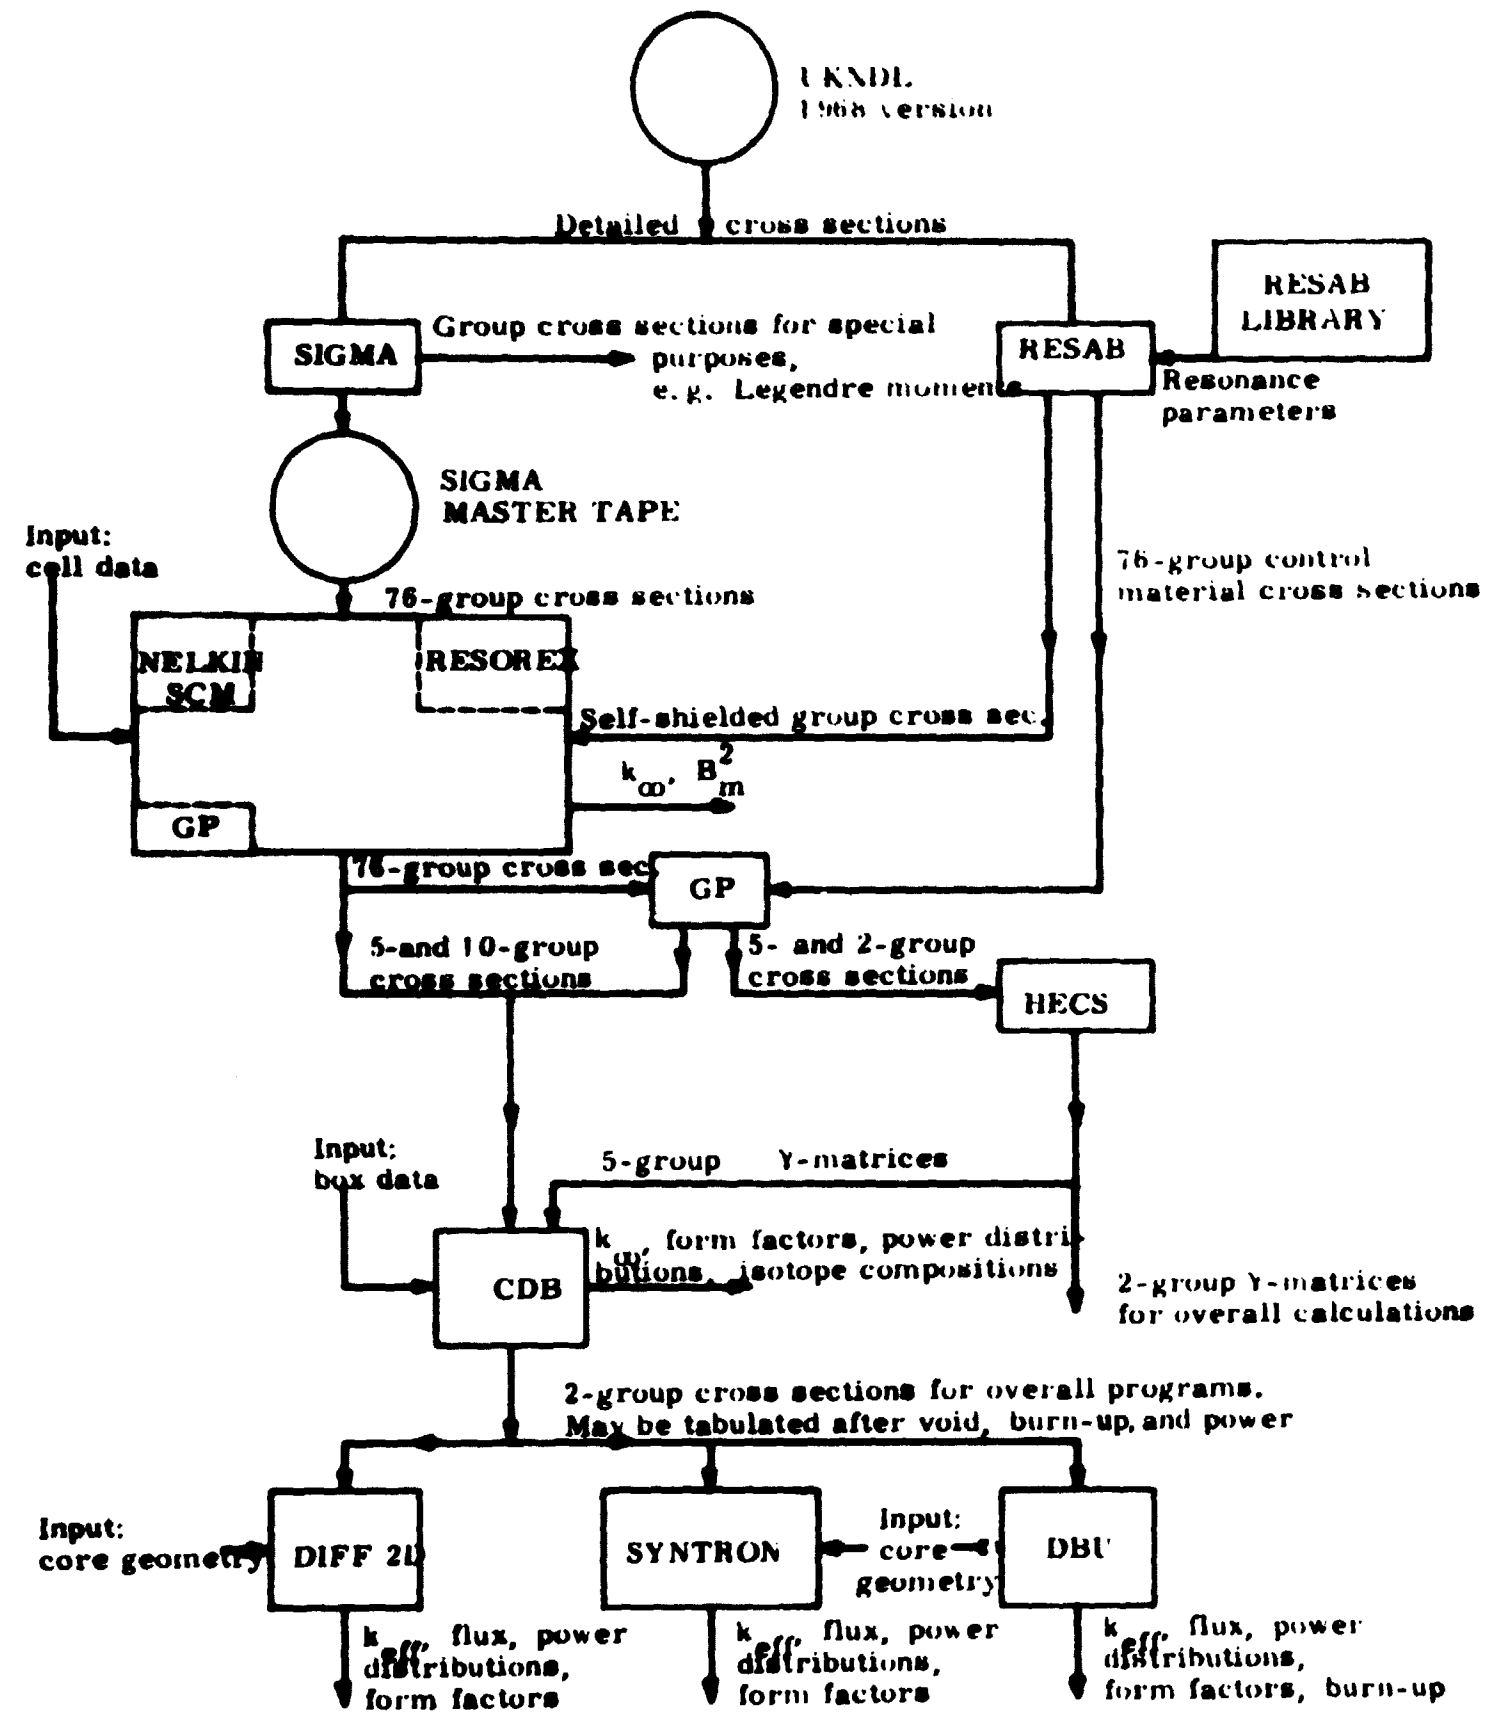 UKNDL
1968 version
Detailed cross sections
RESAB
LIBRARY
SIGMA
Group cross sections for special
purposes,
e.g. Legendre moments
RESAB
Resonance
parameters
SIGMA
MASTER TAPE
Input:
cell data
76-group control
material cross sections
76-group cross sections
NELKIN
SCM
RESOREX
Self-shielded group cross sec.
k∞, B²m
GP
76-group cross sec.
GP
5-and 10-group
cross sections
5- and 2-group
cross sections
HECS
Input:
box data
5-group Y-matrices
k∞, form factors, power distri-
butions, isotope compositions
CDB
2-group Y-matrices
for overall calculations
2-group cross sections for overall programs.
May be tabulated after void, burn-up, and power
Input:
core geometry
DIFF 2D
SYNTRON
Input:
core
geometry
DBU
keff, flux, power
distributions,
form factors
keff, flux, power
distributions,
form factors
keff, flux, power
distributions,
form factors, burn-up